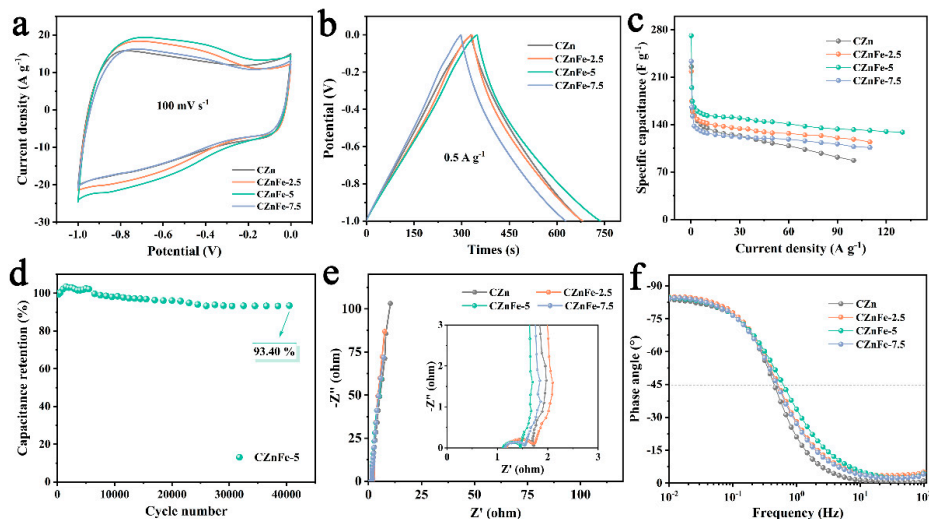 a
Current density (A g⁻¹)
30
20
10
0
-10
-20
-30
-1.0
-0.8
-0.6
-0.4
-0.2
0.0
Potential (V)
100 mV s⁻¹
CZn
CZnFe-2.5
CZnFe-5
CZnFe-7.5
b
Potential (V)
0.0
-0.2
-0.4
-0.6
-0.8
-1.0
0
150
300
450
600
750
Times (s)
0.5 A g⁻¹
CZn
CZnFe-2.5
CZnFe-5
CZnFe-7.5
c
Specific capacitance (F g⁻¹)
280
210
140
70
0
0
30
60
90
120
Current density (A g⁻¹)
CZn
CZnFe-2.5
CZnFe-5
CZnFe-7.5
d
Capacitance retention (%)
100
80
60
40
20
0
0
10000
20000
30000
40000
Cycle number
93.40 %
CZnFe-5
e
-Z'' (ohm)
125
100
75
50
25
0
0
25
50
75
100
Z' (ohm)
CZn
CZnFe-2.5
CZnFe-5
CZnFe-7.5
-Z'' (ohm)
3
2
1
0
0
1
2
3
Z' (ohm)
f
Phase angle (°)
-90
-75
-60
-45
-30
-15
0
10⁻²
10⁻¹
10⁰
10¹
10²
Frequency (Hz)
CZn
CZnFe-2.5
CZnFe-5
CZnFe-7.5